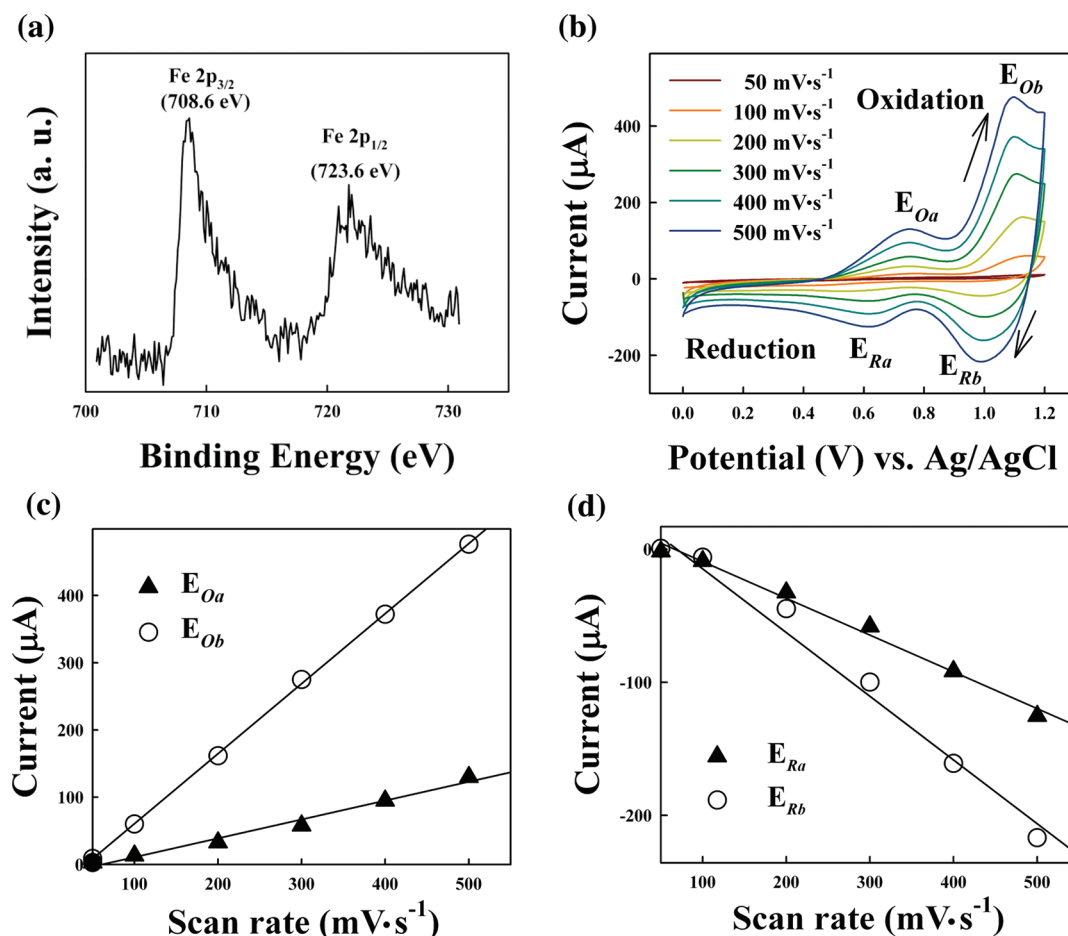 (a)
Fe 2p3/2
(708.6 eV)
Fe 2p1/2
(723.6 eV)
Intensity (a. u.)
700 710 720 730
Binding Energy (eV)
(b)
50 mV·s⁻¹
100 mV·s⁻¹
200 mV·s⁻¹
300 mV·s⁻¹
400 mV·s⁻¹
500 mV·s⁻¹
Oxidation
EOb
EOa
Reduction
ERa
ERb
Current (μA)
400
200
0
-200
0.0 0.2 0.4 0.6 0.8 1.0 1.2
Potential (V) vs. Ag/AgCl
(c)
EOa
EOb
Current (μA)
400
300
200
100
0
100 200 300 400 500
Scan rate (mV·s⁻¹)
(d)
ERa
ERb
Current (μA)
0
-100
-200
100 200 300 400 500
Scan rate (mV·s⁻¹)